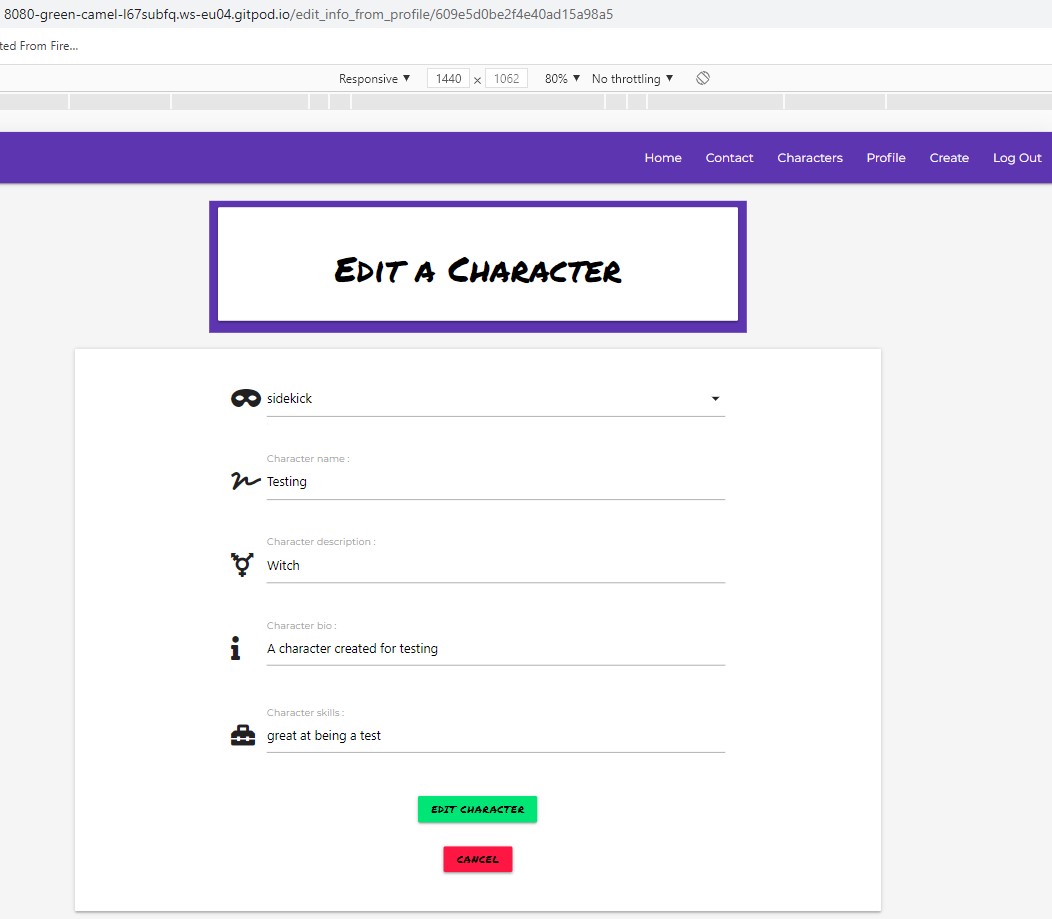 8080-green-camel-l67subfq.ws-eu04.gitpod.io/edit_info_from_profile/609e5d0be2f4e40ad15a98a5
ted From Fire...
Responsive ▼ 1440 x 1062 80% ▼ No throttling ▼
Home Contact Characters Profile Create Log Out
Edit a Character
sidekick
Character name :
Testing
Character description :
Witch
Character bio :
A character created for testing
Character skills :
great at being a test
EDIT CHARACTER
CANCEL